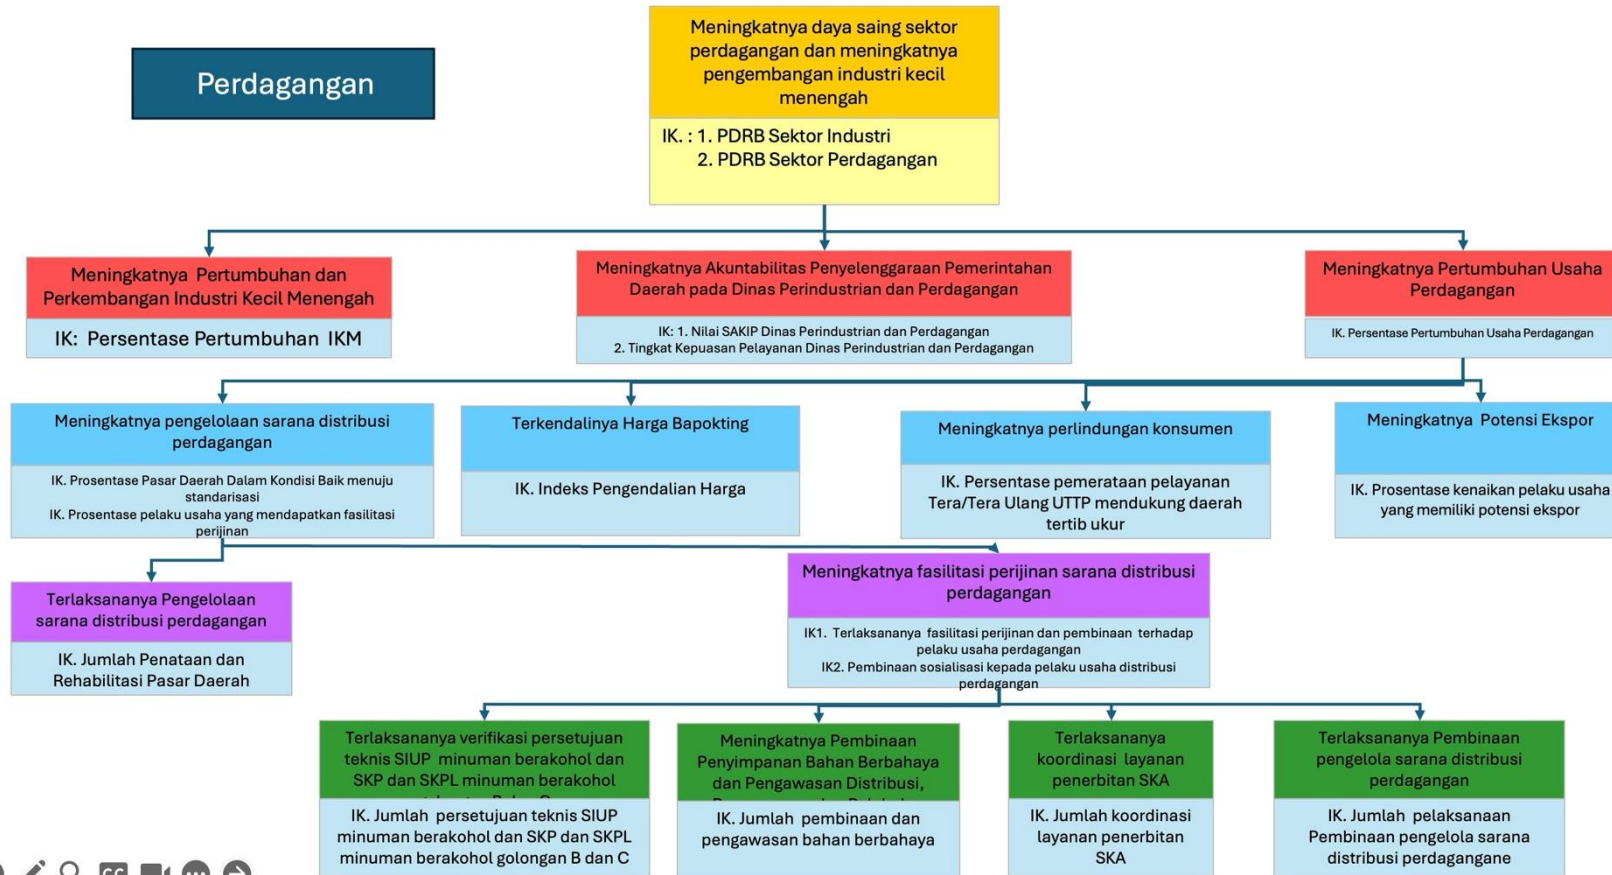 Perdagangan
Meningkatnya daya saing sektor
perdagangan dan meningkatnya
pengembangan industri kecil
menengah
IK. : 1. PDRB Sektor Industri
2. PDRB Sektor Perdagangan
Meningkatnya Pertumbuhan dan
Perkembangan Industri Kecil Menengah
IK: Persentase Pertumbuhan IKM
Meningkatnya Akuntabilitas Penyelenggaraan Pemerintahan
Daerah pada Dinas Perindustrian dan Perdagangan
IK: 1. Nilai SAKIP Dinas Perindustrian dan Perdagangan
2. Tingkat Kepuasan Pelayanan Dinas Perindustrian dan Perdagangan
Meningkatnya Pertumbuhan Usaha
Perdagangan
IK. Persentase Pertumbuhan Usaha Perdagangan
Meningkatnya pengelolaan sarana distribusi
perdagangan
IK. Prosentase Pasar Daerah Dalam Kondisi Baik menuju
standarisasi
IK. Prosentase pelaku usaha yang mendapatkan fasilitasi
perijinan
Terkendalinya Harga Bapokting
IK. Indeks Pengendalian Harga
Meningkatnya perlindungan konsumen
IK. Persentase pemerataan pelayanan
Tera/Tera Ulang UTTP mendukung daerah
tertib ukur
Meningkatnya Potensi Ekspor
IK. Prosentase kenaikan pelaku usaha
yang memiliki potensi ekspor
Terlaksananya Pengelolaan
sarana distribusi perdagangan
IK. Jumlah Penataan dan
Rehabilitasi Pasar Daerah
Meningkatnya fasilitasi perijinan sarana distribusi
perdagangan
IK1. Terlaksananya fasilitasi perijinan dan pembinaan terhadap
pelaku usaha perdagangan
IK2. Pembinaan sosialisasi kepada pelaku usaha distribusi
perdagangan
Terlaksananya verifikasi persetujuan
teknis SIUP minuman berakohol dan
SKP dan SKPL minuman berakohol
IK. Jumlah persetujuan teknis SIUP
minuman berakohol dan SKP dan SKPL
minuman berakohol golongan B dan C
Meningkatnya Pembinaan
Penyimpanan Bahan Berbahaya
dan Pengawasan Distribusi,
IK. Jumlah pembinaan dan
pengawasan bahan berbahaya
Terlaksananya
koordinasi layanan
penerbitan SKA
IK. Jumlah koordinasi
layanan penerbitan
SKA
Terlaksananya Pembinaan
pengelola sarana distribusi
perdagangan
IK. Jumlah pelaksanaan
Pembinaan pengelola sarana
distribusi perdagangane
CC